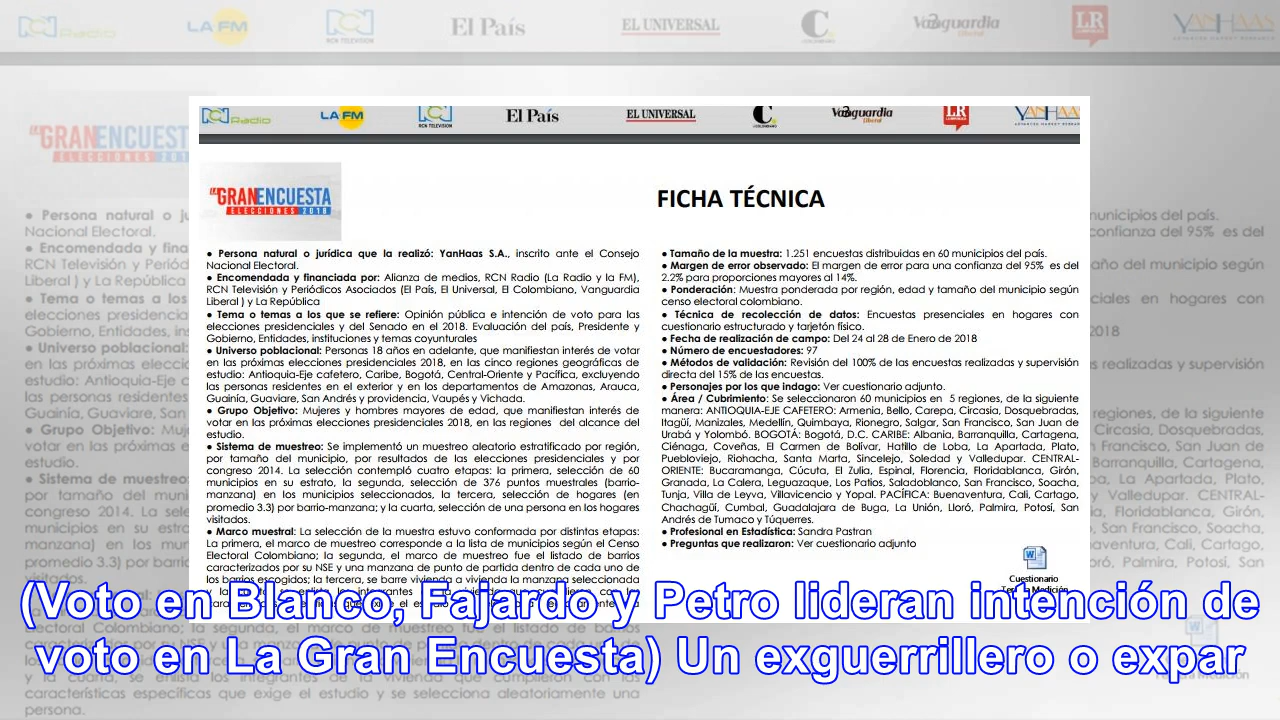 RCN Radio
LA FM
RCN TELEVISION
El País
EL UNIVERSAL
EL COLOMBIANO
Vanguardia
Liberal
LR
LA REPÚBLICA
YANHAAS
ADVANCED MARKET RESEARCH
La GRAN ENCUESTA
ELECCIONES 2018
FICHA TÉCNICA
● Persona natural o jurídica que la realizó: YanHaas S.A., inscrito ante el Consejo
Nacional Electoral.
● Encomendada y financiada por: Alianza de medios, RCN Radio (La Radio y la FM),
RCN Televisión y Periódicos Asociados (El País, El Universal, El Colombiano, Vanguardia
Liberal ) y La República
● Tema o temas a los que se refiere: Opinión pública e intención de voto para las
elecciones presidenciales y del Senado en el 2018. Evaluación del país, Presidente y
Gobierno, Entidades, instituciones y temas coyunturales
● Universo poblacional: Personas 18 años en adelante, que manifiestan interés de votar
en las próximas elecciones presidenciales 2018, en las cinco regiones geográficas de
estudio: Antioquia-Eje cafetero, Caribe, Bogotá, Central-Oriente y Pacífica, excluyendo
las personas residentes en el exterior y en los departamentos de Amazonas, Arauca,
Guainía, Guaviare, San Andrés y providencia, Vaupés y Vichada.
● Grupo Objetivo: Mujeres y hombres mayores de edad, que manifiestan interés de
votar en las próximas elecciones presidenciales 2018, en las regiones del alcance del
estudio.
● Sistema de muestreo: Se implementó un muestreo aleatorio estratificado por región,
por tamaño del municipio, por resultados de las elecciones presidenciales y por
congreso 2014. La selección contempló cuatro etapas: la primera, selección de 60
municipios en su estrato, la segunda, selección de 376 puntos muestrales (barrio-
manzana) en los municipios seleccionados, la tercera, selección de hogares (en
promedio 3.3) por barrio-manzana; y la cuarta, selección de una persona en los hogares
visitados.
● Marco muestral: La selección de la muestra estuvo conformada por distintas etapas:
La primera, el marco de muestreo corresponde a la lista de municipios según el Censo
Electoral Colombiano; la segunda, el marco de muestreo fue el listado de barrios
caracterizados por su NSE y una manzana de punto de partida dentro de cada uno de
los barrios escogidos; la tercera, se barre vivienda a vivienda la manzana seleccionada
● Tamaño de la muestra: 1.251 encuestas distribuidas en 60 municipios del país.
● Margen de error observado: El margen de error para una confianza del 95% es del
2.2% para proporciones mayores al 14%.
● Ponderación: Muestra ponderada por región, edad y tamaño del municipio según
censo electoral colombiano.
● Técnica de recolección de datos: Encuestas presenciales en hogares con
cuestionario estructurado y tarjetón físico.
● Fecha de realización de campo: Del 24 al 28 de Enero de 2018
● Número de encuestadores: 97
● Métodos de validación: Revisión del 100% de las encuestas realizadas y supervisión
directa del 15% de las encuestas.
● Personajes por los que indago: Ver cuestionario adjunto.
● Área / Cubrimiento: Se seleccionaron 60 municipios en 5 regiones, de la siguiente
manera: ANTIOQUIA-EJE CAFETERO: Armenia, Bello, Carepa, Circasia, Dosquebradas,
Itagüí, Manizales, Medellín, Quimbaya, Rionegro, Salgar, San Francisco, San Juan de
Urabá y Yolombó. BOGOTÁ: Bogotá, D.C. CARIBE: Albania, Barranquilla, Cartagena,
Ciénaga, Coveñas, El Carmen de Bolívar, Hatillo de Loba, La Apartada, Plato,
Puebloviejo, Riohacha, Santa Marta, Sincelejo, Soledad y Valledupar. CENTRAL-
ORIENTE: Bucaramanga, Cúcuta, El Zulia, Espinal, Florencia, Floridablanca, Girón,
Granada, La Calera, Leguazaque, Los Patios, Saladoblanco, San Francisco, Soacha,
Tunja, Villa de Leyva, Villavicencio y Yopal. PACÍFICA: Buenaventura, Cali, Cartago,
Chachagüí, Cumbal, Guadalajara de Buga, La Unión, Lloró, Palmira, Potosí, San
Andrés de Tumaco y Túquerres.
● Profesional en Estadística: Sandra Pastran
● Preguntas que realizaron: Ver cuestionario adjunto
Cuestionario
(Voto en Blanco, Fajardo y Petro lideran intención de
voto en La Gran Encuesta) Un exguerrillero o expar